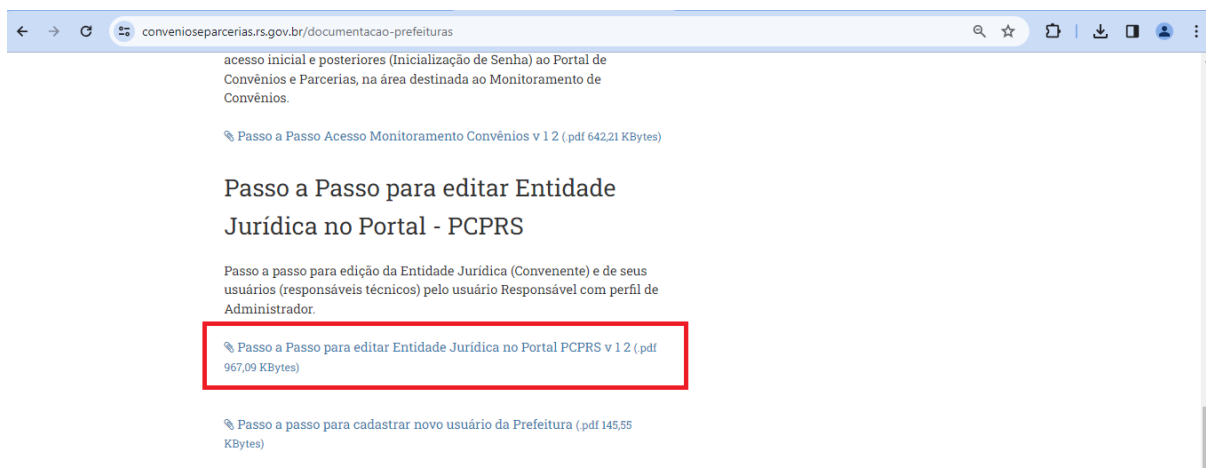 convenioseparcerias.rs.gov.br/documentacao-prefeituras
acesso inicial e posteriores (Inicialização de Senha) ao Portal de
Convênios e Parcerias, na área destinada ao Monitoramento de
Convênios.
Passo a Passo Acesso Monitoramento Convênios v 1 2 (.pdf 642,21 KBytes)
Passo a Passo para editar Entidade
Jurídica no Portal - PCPRS
Passo a passo para edição da Entidade Jurídica (Convenente) e de seus
usuários (responsáveis técnicos) pelo usuário Responsável com perfil de
Administrador.
Passo a Passo para editar Entidade Jurídica no Portal PCPRS v 1 2 (.pdf
967,09 KBytes)
Passo a passo para cadastrar novo usuário da Prefeitura (.pdf 145,55
KBytes)